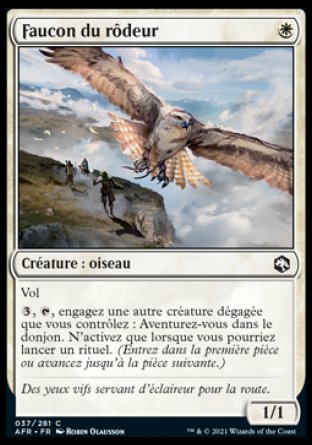 Faucon du rôdeur
Créature : oiseau
Vol
3, , engagez une autre créature dégagée
que vous contrôlez : Aventurez-vous dans le
donjon. N'activez que lorsque vous pourriez
lancer un rituel. (Entrez dans la première pièce
ou avancez jusqu'à la pièce suivante.)
Des yeux vifs servant d'éclaireur pour la route.
1/1
037/281 C
AFR • FR Robin Olausson
™ & © 2021 Wizards of the Coast